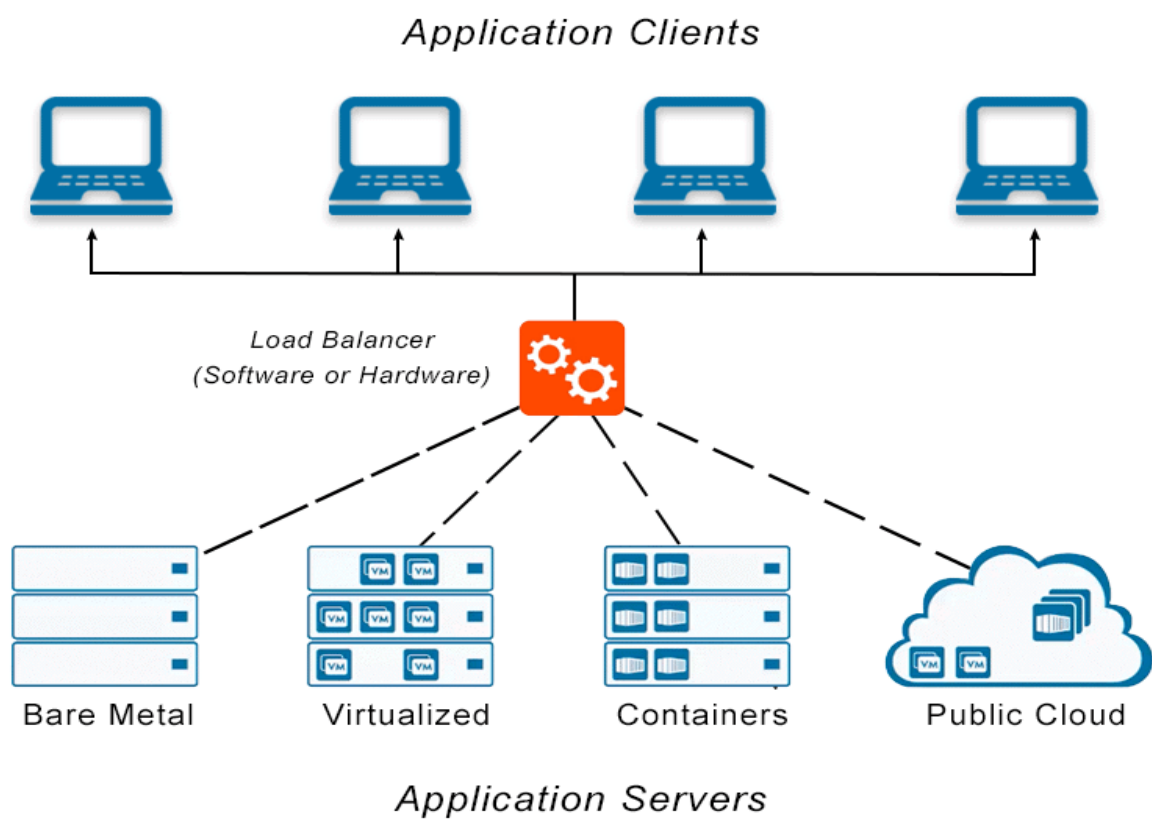 Application Clients
Load Balancer
(Software or Hardware)
VM VM
VM VM VM
VM VM
VM VM
Bare Metal Virtualized Containers Public Cloud
Application Servers